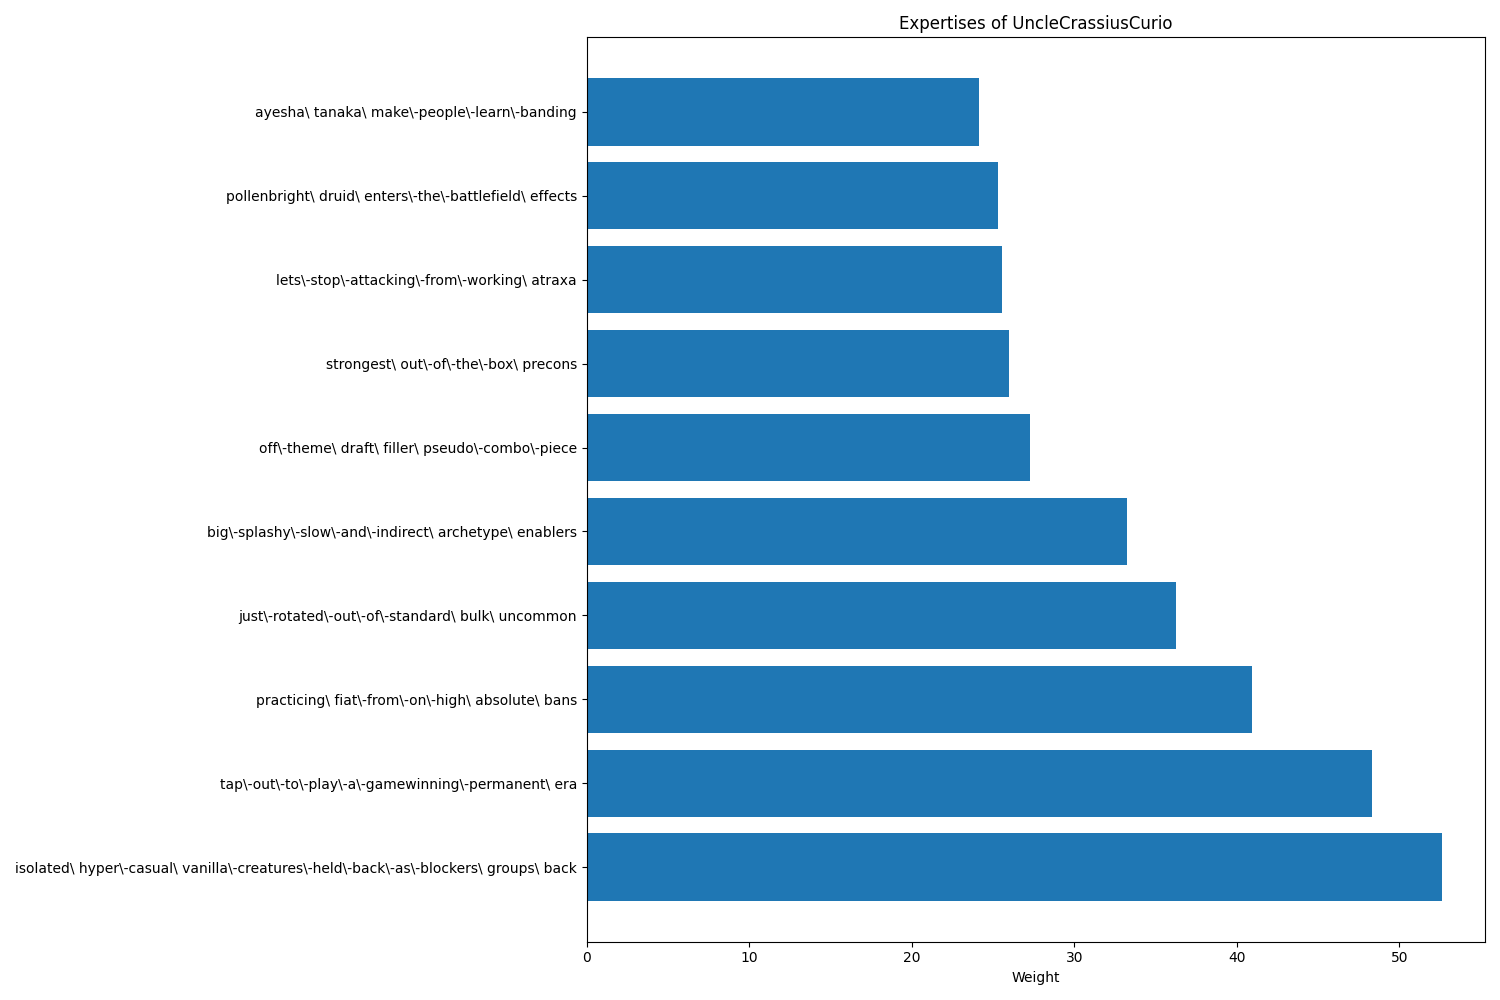 Expertises of UncleCrassiusCurio
ayesha\ tanaka\ make\-people\-learn\-banding
pollenbright\ druid\ enters\-the\-battlefield\ effects
lets\-stop\-attacking\-from\-working\ atraxa
strongest\ out\-of\-the\-box\ precons
off\-theme\ draft\ filler\ pseudo\-combo\-piece
big\-splashy\-slow\-and\-indirect\ archetype\ enablers
just\-rotated\-out\-of\-standard\ bulk\ uncommon
practicing\ fiat\-from\-on\-high\ absolute\ bans
tap\-out\-to\-play\-a\-gamewinning\-permanent\ era
isolated\ hyper\-casual\ vanilla\-creatures\-held\-back\-as\-blockers\ groups\ back
0 10 20 30 40 50
Weight